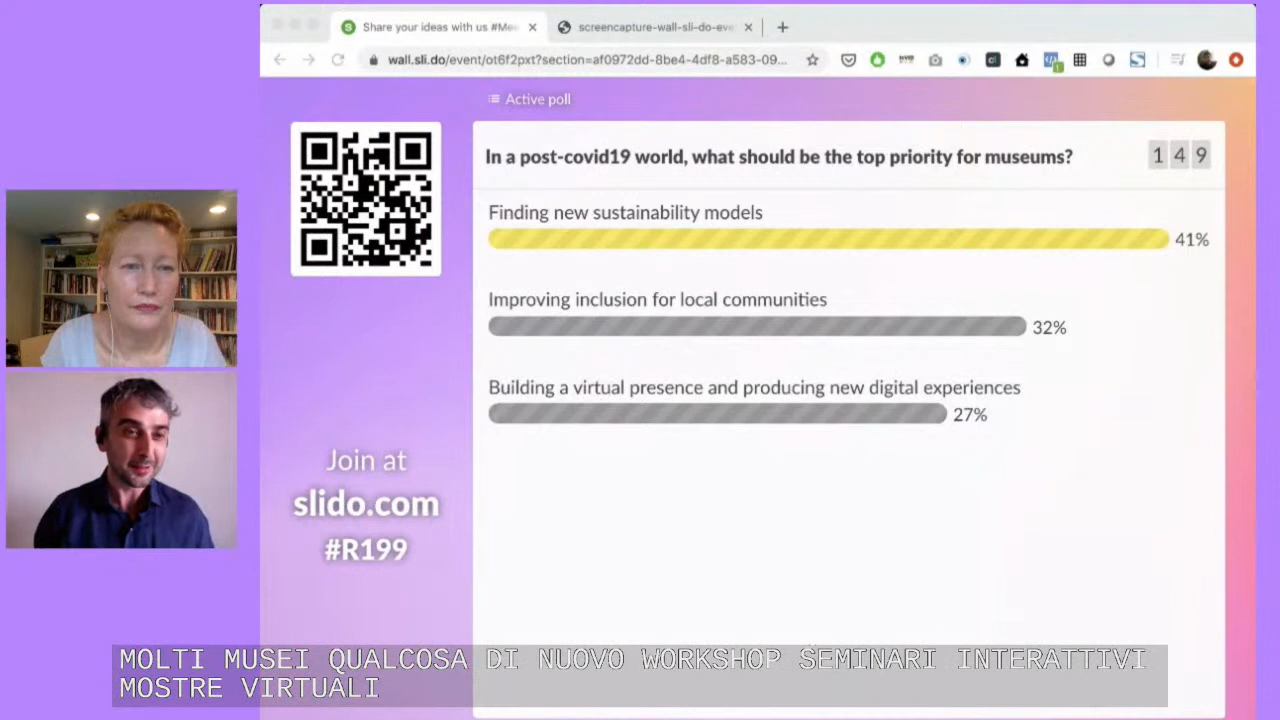 Share your ideas with us #Mee
screencapture-wall-sli-do-eve
wall.sli.do/event/ot6f2pxt?section=af0972dd-8be4-4df8-a583-09...
Active poll
In a post-covid19 world, what should be the top priority for museums?
1 4 9
Finding new sustainability models
41%
Improving inclusion for local communities
32%
Building a virtual presence and producing new digital experiences
27%
Join at
slido.com
#R199
MOLTI MUSEI QUALCOSA DI NUOVO WORKSHOP SEMINARI INTERATTIVI
MOSTRE VIRTUALI